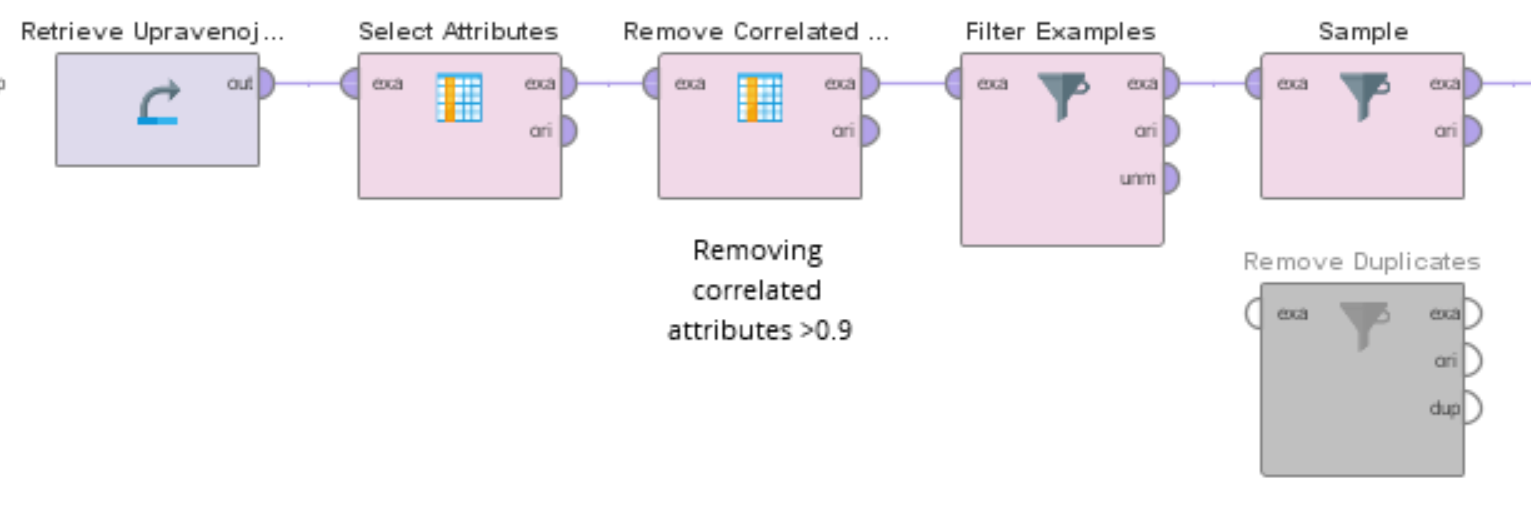 Retrieve Upravenoj... Select Attributes Remove Correlated ... Filter Examples Sample
out exa exa exa exa exa exa exa exa
ori ori ori ori
unm
Removing
correlated
attributes >0.9
Remove Duplicates
exa exa
ori
dup